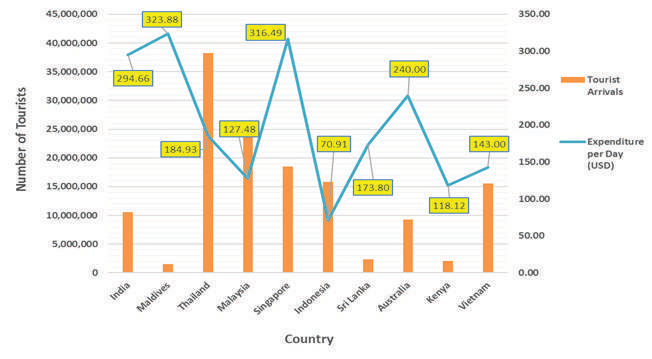 45,000,000
40,000,000
35,000,000
30,000,000
25,000,000
20,000,000
15,000,000
10,000,000
5,000,000
0
Number of Tourists
294.66
323.88
184.93
127.48
316.49
70.91
173.80
240.00
118.12
143.00
350.00
300.00
250.00
200.00
150.00
100.00
50.00
0.00
Tourist
Arrivals
Expenditure
per Day
(USD)
India
Maldives
Thailand
Malaysia
Singapore
Indonesia
Sri Lanka
Australia
Kenya
Vietnam
Country